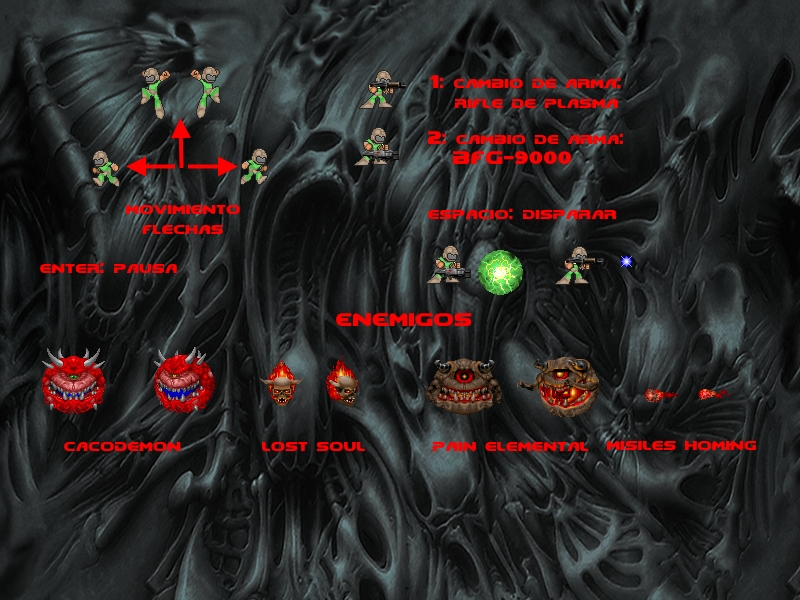 1: CAMBIO DE ARMA:
RIFLE DE PLASMA
2: CAMBIO DE ARMA:
BFG-9000
MOVIMIENTO
FLECHAS
ESPACIO: DISPARAR
ENTER: PAUSA
ENEMIGOS
CACODEMON
LOST SOUL
PAIN ELEMENTAL
MISILES HOMING